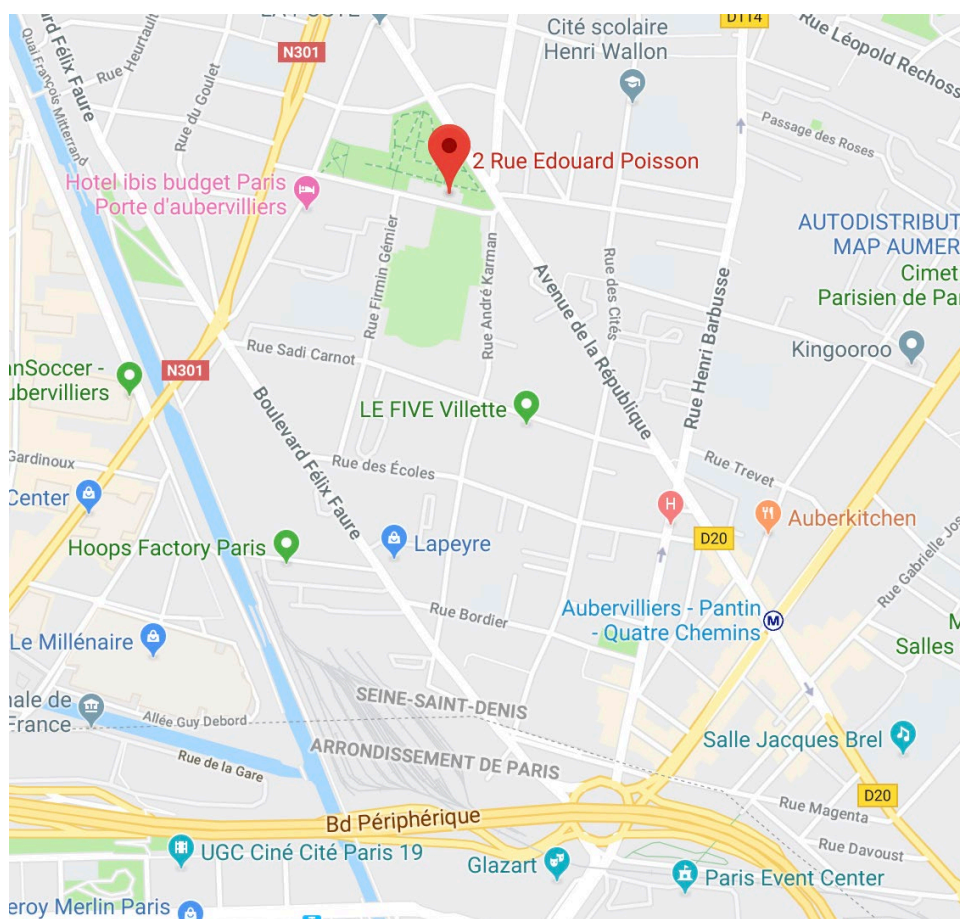 LA POSTE
Cité scolaire
Henri Wallon
D114
Rue Léopold Rechoss
Félix Faure
Quai François Mitterrand
Rue Heurtault
N301
Rue du Goulet
Passage des Roses
2 Rue Edouard Poisson
Hotel ibis budget Paris
Porte d'aubervilliers
AUTODISTRIBUT
MAP AUMER
Cimet
Parisien de Par
Rue Firmin Gémier
Rue André Karman
Avenue de la République
Rue des Cités
Rue Henri Barbusse
Kingooroo
Rue Sadi Carnot
N301
anSoccer -
ubervilliers
Boulevard Félix Faure
LE FIVE Villette
Gardinoux
Rue des Écoles
Rue Trevet
Center
H
Auberkitchen
D20
Hoops Factory Paris
Lapeyre
Rue Gabrielle Jos
Rue Bordier
Aubervilliers - Pantin
- Quatre Chemins
M
M
Salles
Le Millénaire
SEINE-SAINT-DENIS
nale de
France
Allée Guy Debord
Rue de la Gare
ARRONDISSEMENT DE PARIS
Salle Jacques Brel
D20
Rue Magenta
Bd Périphérique
Rue Davoust
UGC Ciné Cité Paris 19
Glazart
Paris Event Center
eroy Merlin Paris